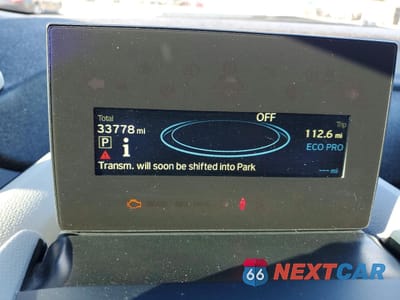 OFF
Total
Trip
33778 mi
112.6 mi
P
i
ECO PRO
Transm. will soon be shifted into Park
--- mi
66 NEXTCAR